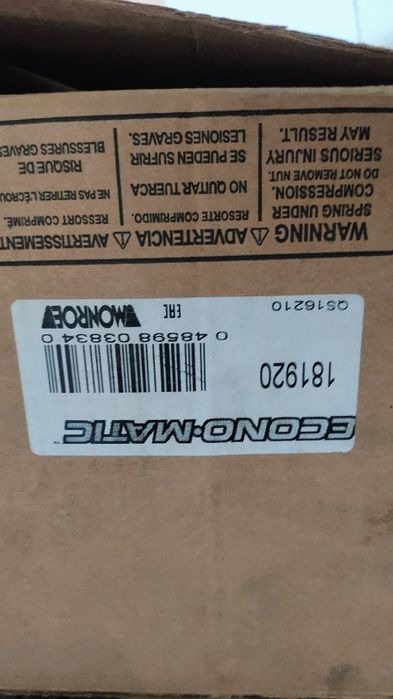 ⚠ WARNING
SPRING UNDER
COMPRESSION.
DO NOT REMOVE NUT.
SERIOUS INJURY
MAY RESULT.
⚠ ADVERTENCIA
RESORTE COMPRIMIDO.
NO QUITAR TUERCA
SE PUEDEN SUFRIR
LESIONES GRAVES.
⚠ AVERTISSEMENT
RESSORT COMPRIMÉ.
NE PAS RETIRER L'ÉCROU
RISQUE DE
BLESSURES GRAVES
ECONO-MATIC
181920
0 48598 03834 0
QS16210
EAC
MONROE